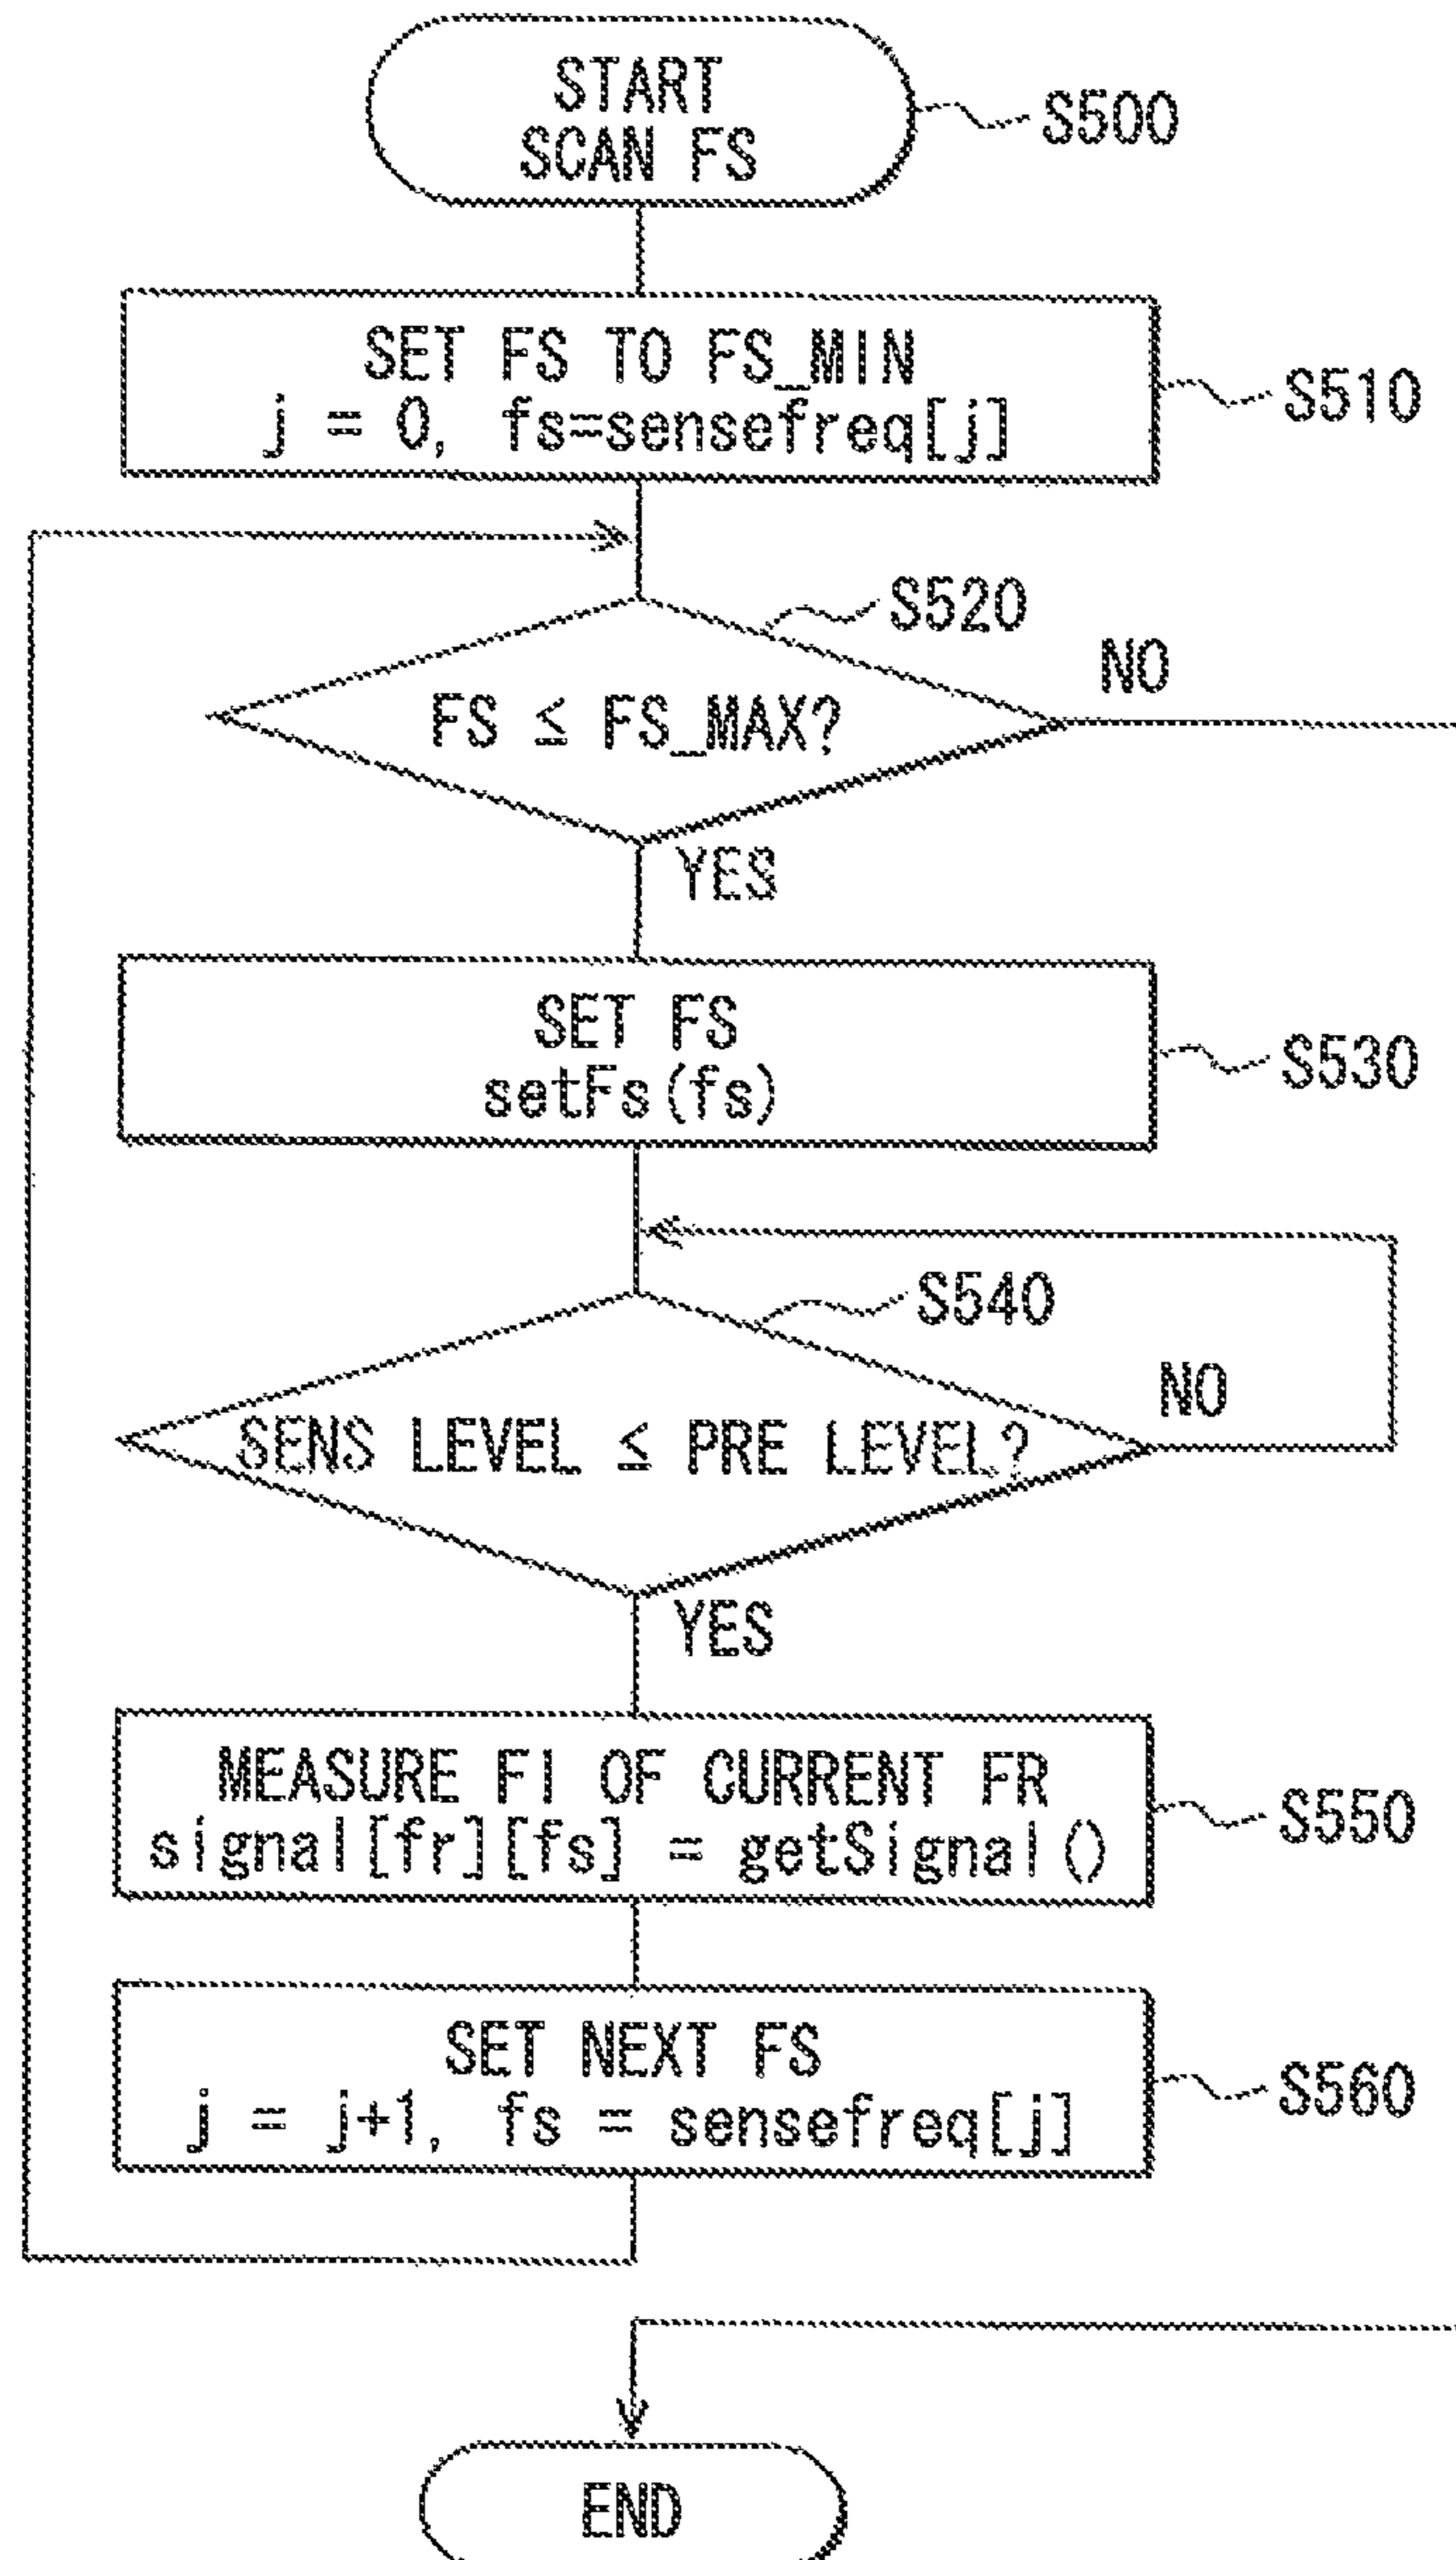 START
SCAN FS
S500
SET FS TO FS_MIN
j = 0, fs=sensefreq[j]
S510
S520
FS ≤ FS_MAX?
NO
YES
SET FS
setFs(fs)
S530
S540
SENS LEVEL ≤ PRE LEVEL?
NO
YES
MEASURE FI OF CURRENT FR
signal[fr][fs] = getSignal()
S550
SET NEXT FS
j = j+1, fs = sensefreq[j]
S560
END